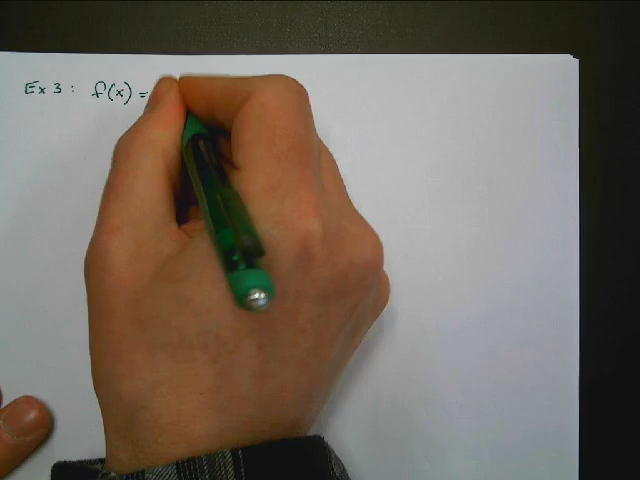 Ex 3: f(x) =